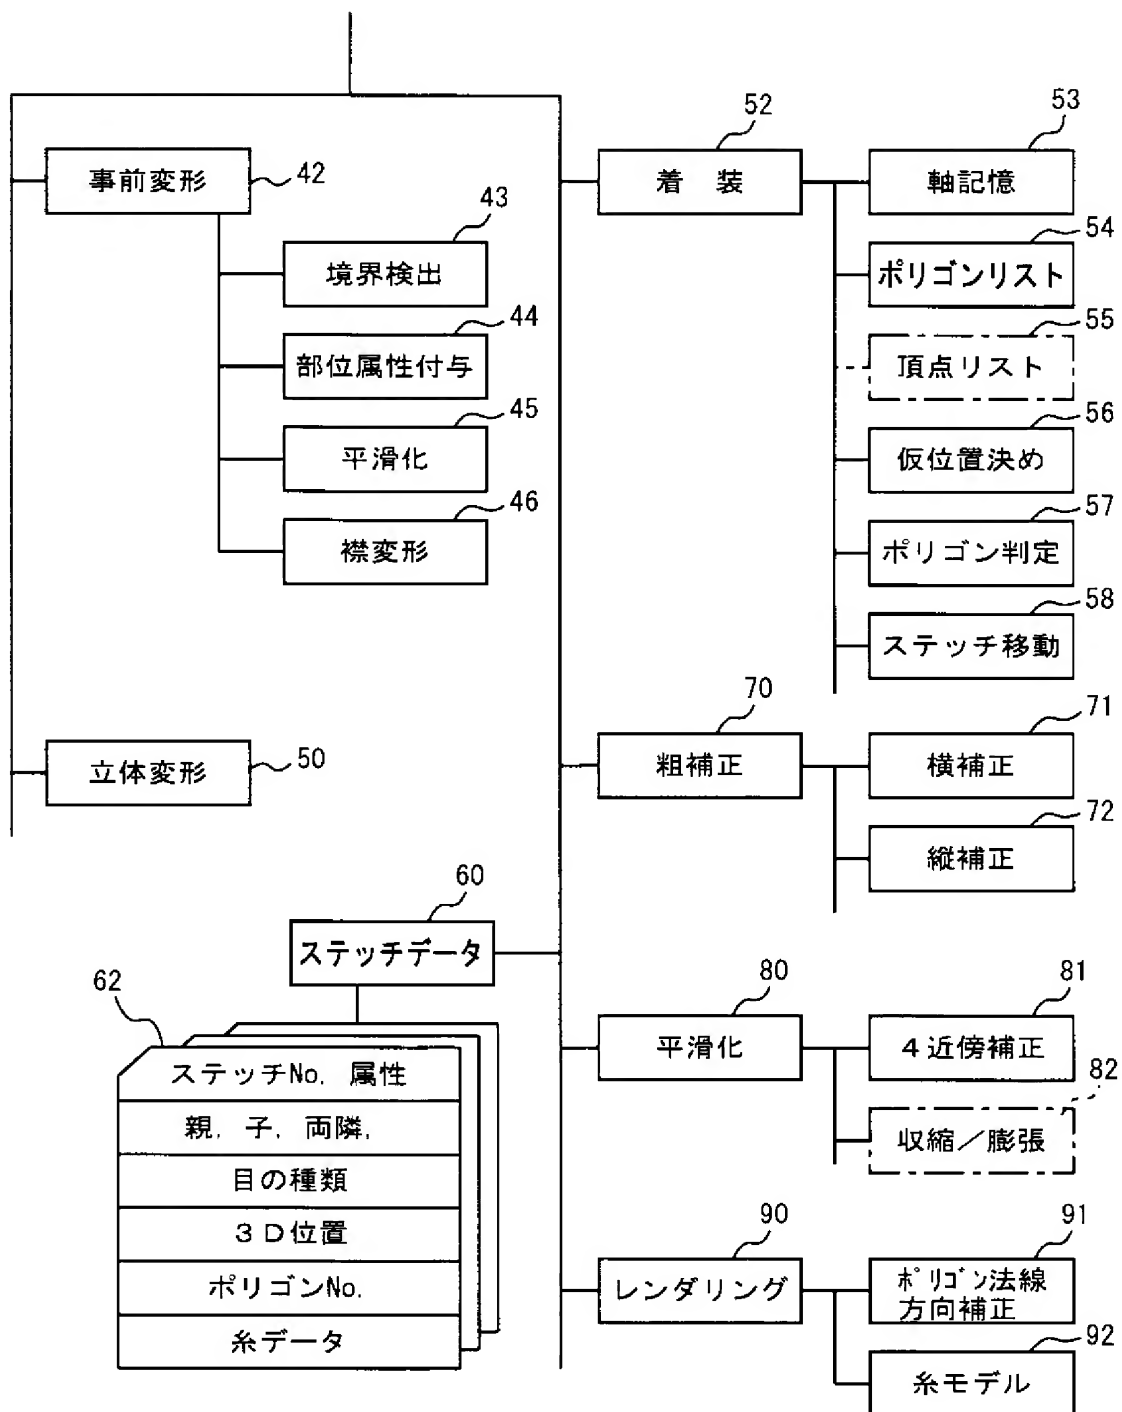 事前変形
42
境界検出
43
部位属性付与
44
平滑化
45
襟変形
46
立体変形
50
着 装
52
軸記憶
53
ポリゴンリスト
54
頂点リスト
55
仮位置決め
56
ポリゴン判定
57
ステッチ移動
58
ステッチデータ
60
62
ステッチNo. 属性
親, 子, 両隣,
目の種類
3D位置
ポリゴンNo.
糸データ
粗補正
70
横補正
71
縦補正
72
平滑化
80
4近傍補正
81
収縮/膨張
82
レンダリング
90
ポリゴン法線
方向補正
91
糸モデル
92